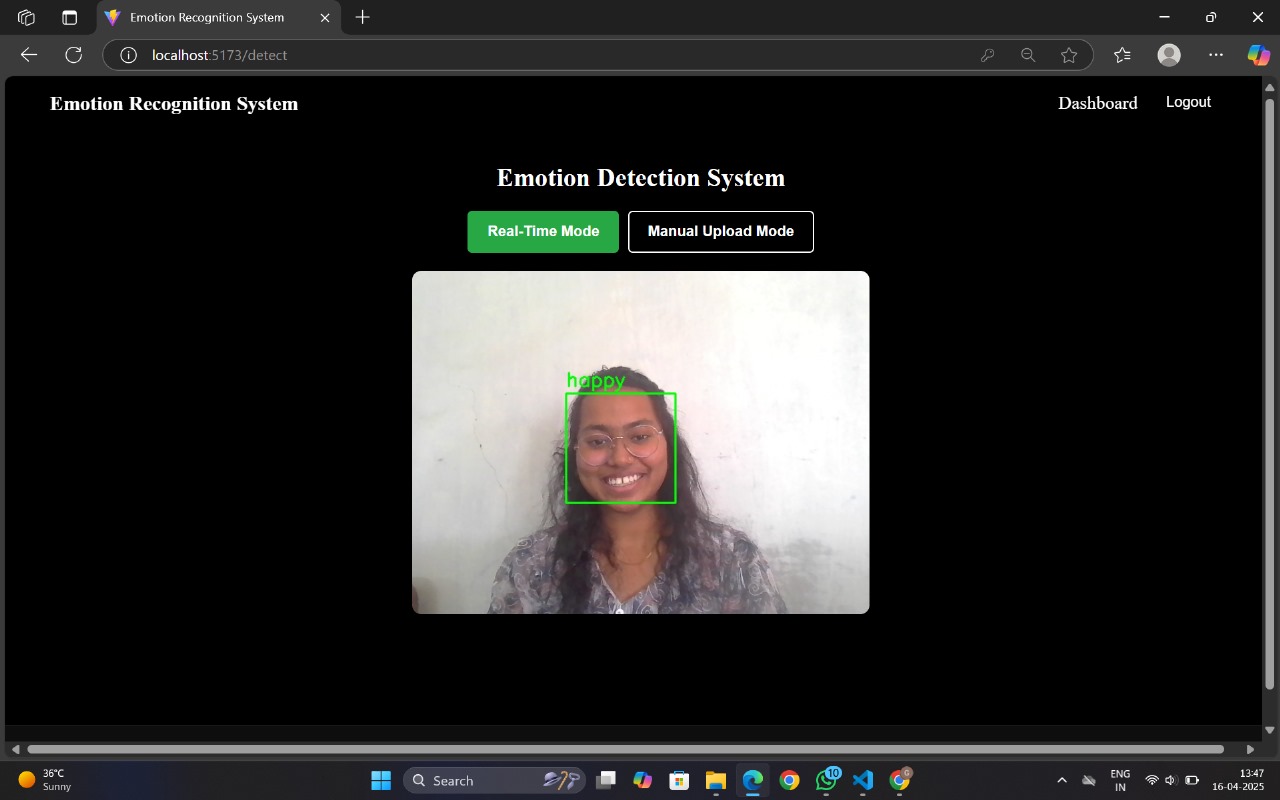 Emotion Recognition System
localhost:5173/detect
Emotion Recognition System
Dashboard
Logout
Emotion Detection System
Real-Time Mode
Manual Upload Mode
happy
36°C
Sunny
Search
10
G
ENG
IN
13:47
16-04-2025